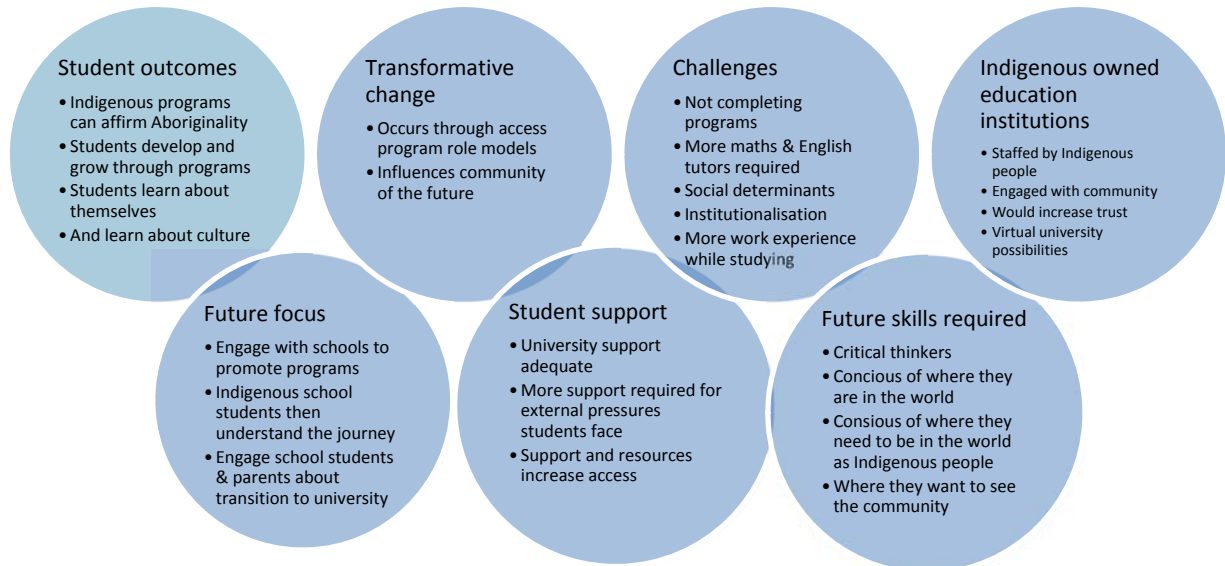 Student outcomes
• Indigenous programs
can affirm Aboriginality
• Students develop and
grow through programs
• Students learn about
themselves
• And learn about culture
Transformative
change
• Occurs through access
program role models
• Influences community
of the future
Challenges
• Not completing
programs
• More maths & English
tutors required
• Social determinants
• Institutionalisation
• More work experience
while studying
Indigenous owned
education
institutions
• Staffed by Indigenous
people
• Engaged with community
• Would increase trust
• Virtual university
possibilities
Future focus
• Engage with schools to
promote programs
• Indigenous school
students then
understand the journey
• Engage school students
& parents about
transition to university
Student support
• University support
adequate
• More support required for
external pressures
students face
• Support and resources
increase access
Future skills required
• Critical thinkers
• Concious of where they
are in the world
• Consious of where they
need to be in the world
as Indigenous people
• Where they want to see
the community